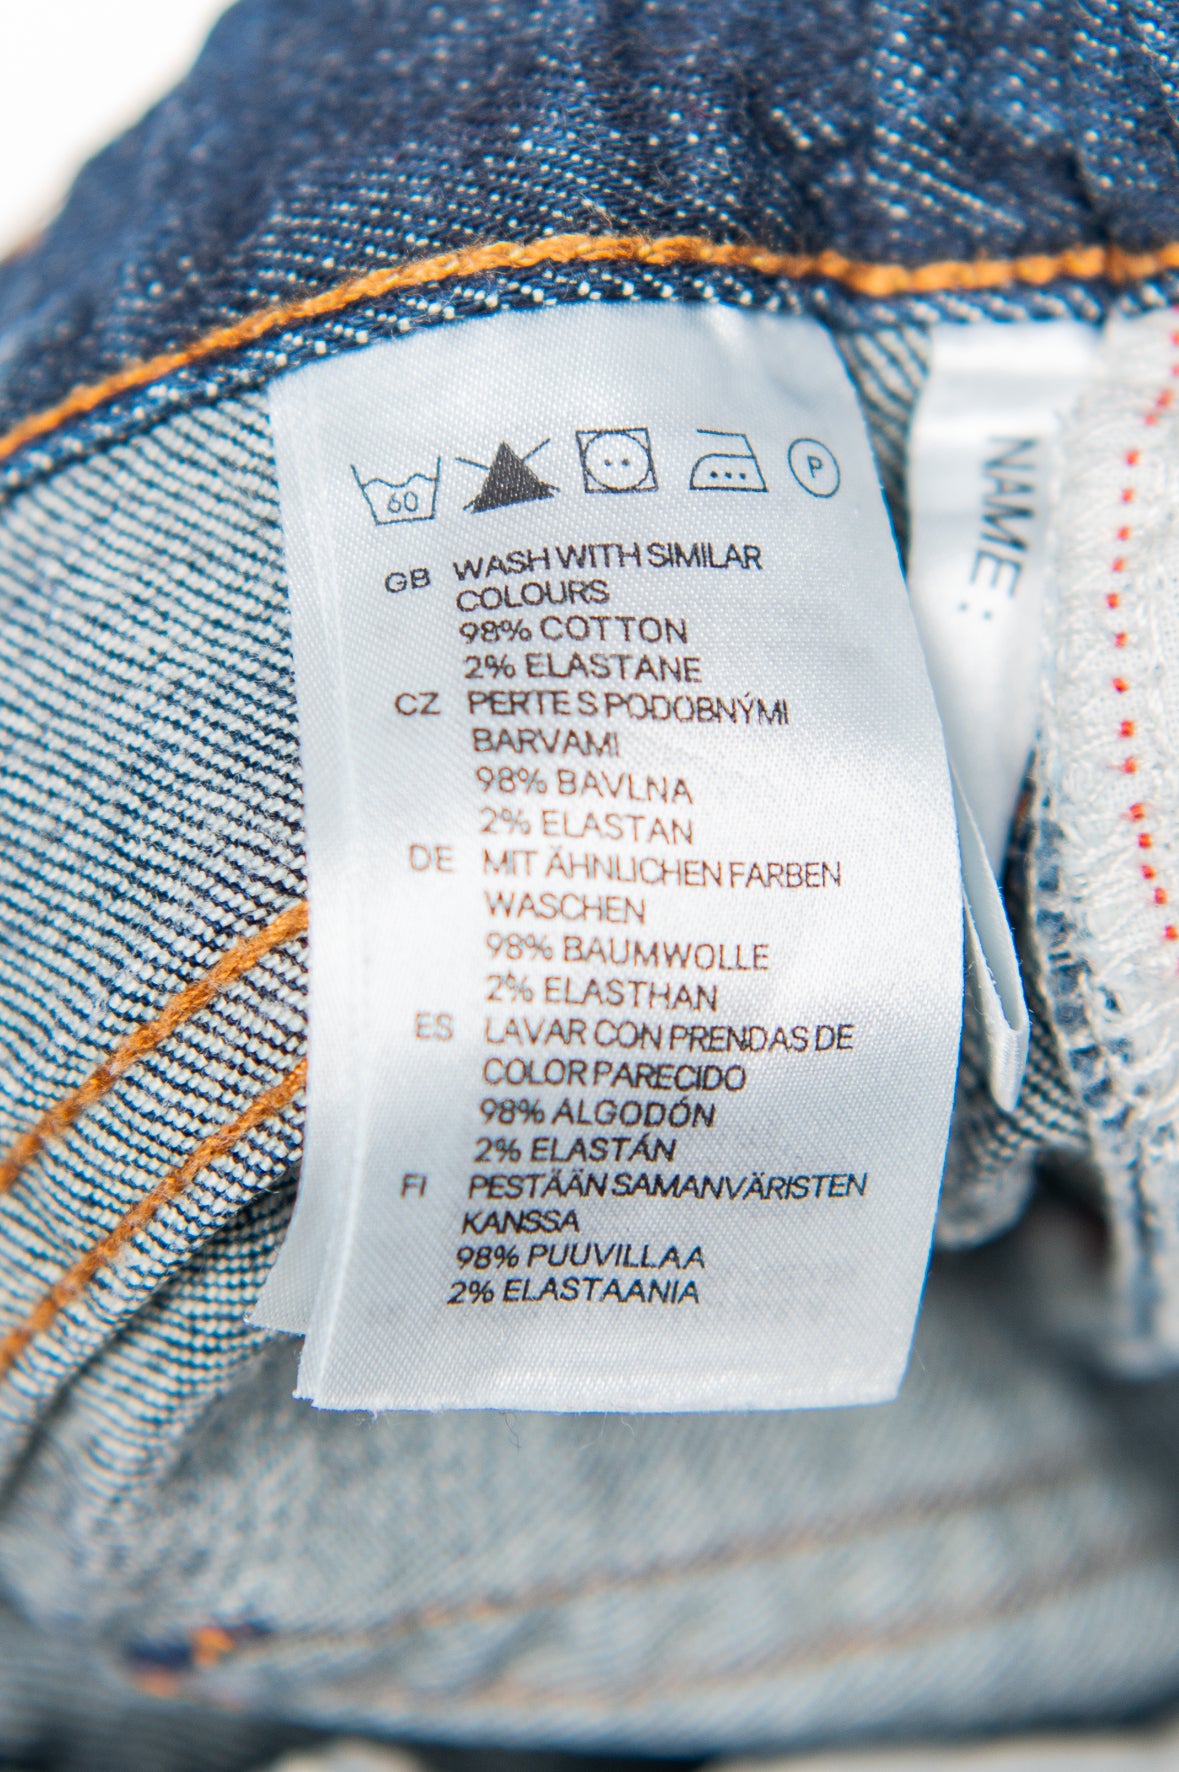 60
P
GB WASH WITH SIMILAR
COLOURS
98% COTTON
2% ELASTANE
CZ PERTE S PODOBNÝMI
BARVAMI
98% BAVLNA
2% ELASTAN
DE MIT ÄHNLICHEN FARBEN
WASCHEN
98% BAUMWOLLE
2% ELASTHAN
ES LAVAR CON PRENDAS DE
COLOR PARECIDO
98% ALGODÓN
2% ELASTÁN
FI PESTÄÄN SAMANVÄRISTEN
KANSSA
98% PUUVILLAA
2% ELASTAANIA
NAME: